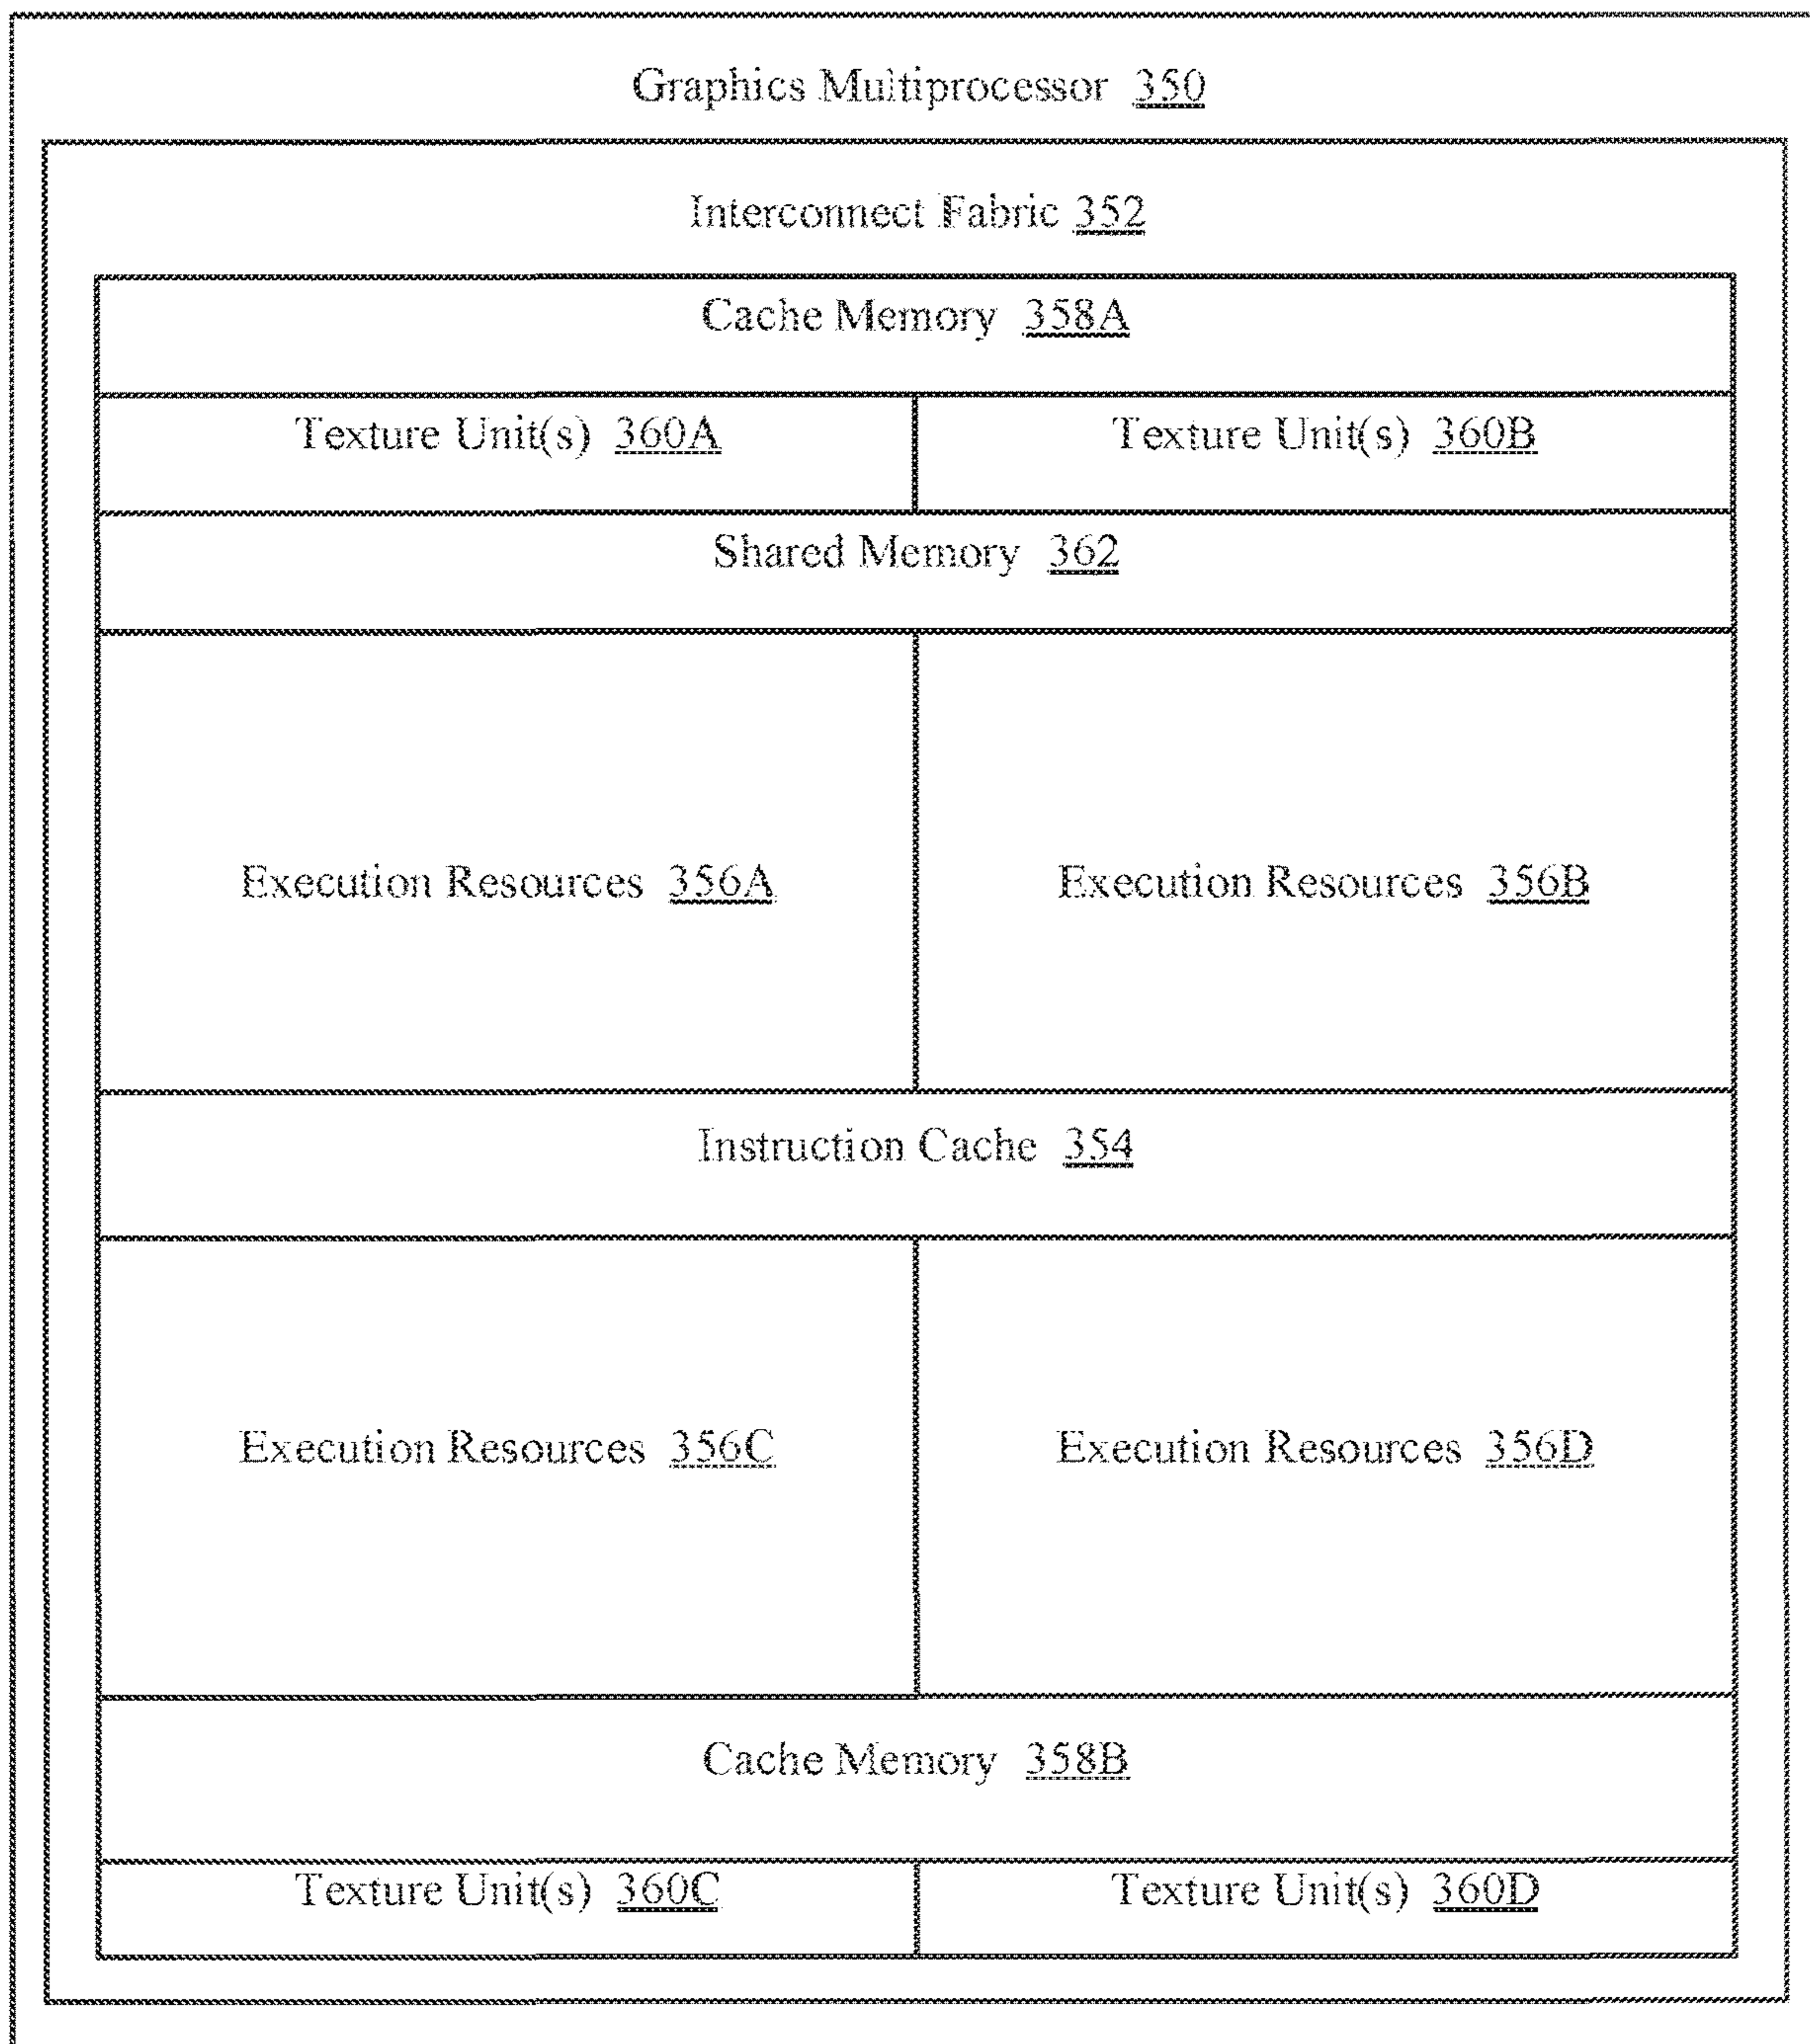 Graphics Multiprocessor 350
Interconnect Fabric 352
Cache Memory 358A
Texture Unit(s) 360A
Texture Unit(s) 360B
Shared Memory 362
Execution Resources 356A
Execution Resources 356B
Instruction Cache 354
Execution Resources 356C
Execution Resources 356D
Cache Memory 358B
Texture Unit(s) 360C
Texture Unit(s) 360D